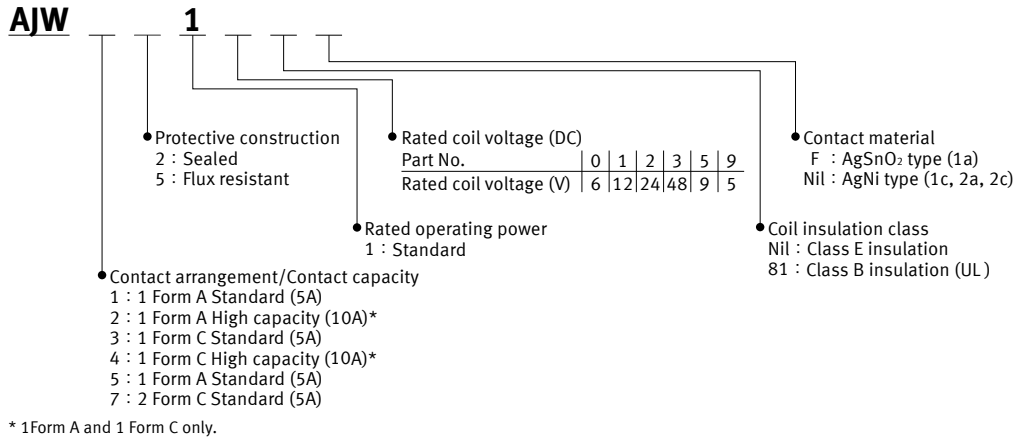 AJW 1
Protective construction
2 : Sealed
5 : Flux resistant
Rated coil voltage (DC)
Part No. 0 1 2 3 5 9
Rated coil voltage (V) 6 12 24 48 9 5
Contact material
F : AgSnO₂ type (1a)
Nil : AgNi type (1c, 2a, 2c)
Rated operating power
1 : Standard
Coil insulation class
Nil : Class E insulation
81 : Class B insulation (UL)
Contact arrangement/Contact capacity
1 : 1 Form A Standard (5A)
2 : 1 Form A High capacity (10A)*
3 : 1 Form C Standard (5A)
4 : 1 Form C High capacity (10A)*
5 : 1 Form A Standard (5A)
7 : 2 Form C Standard (5A)
* 1Form A and 1 Form C only.